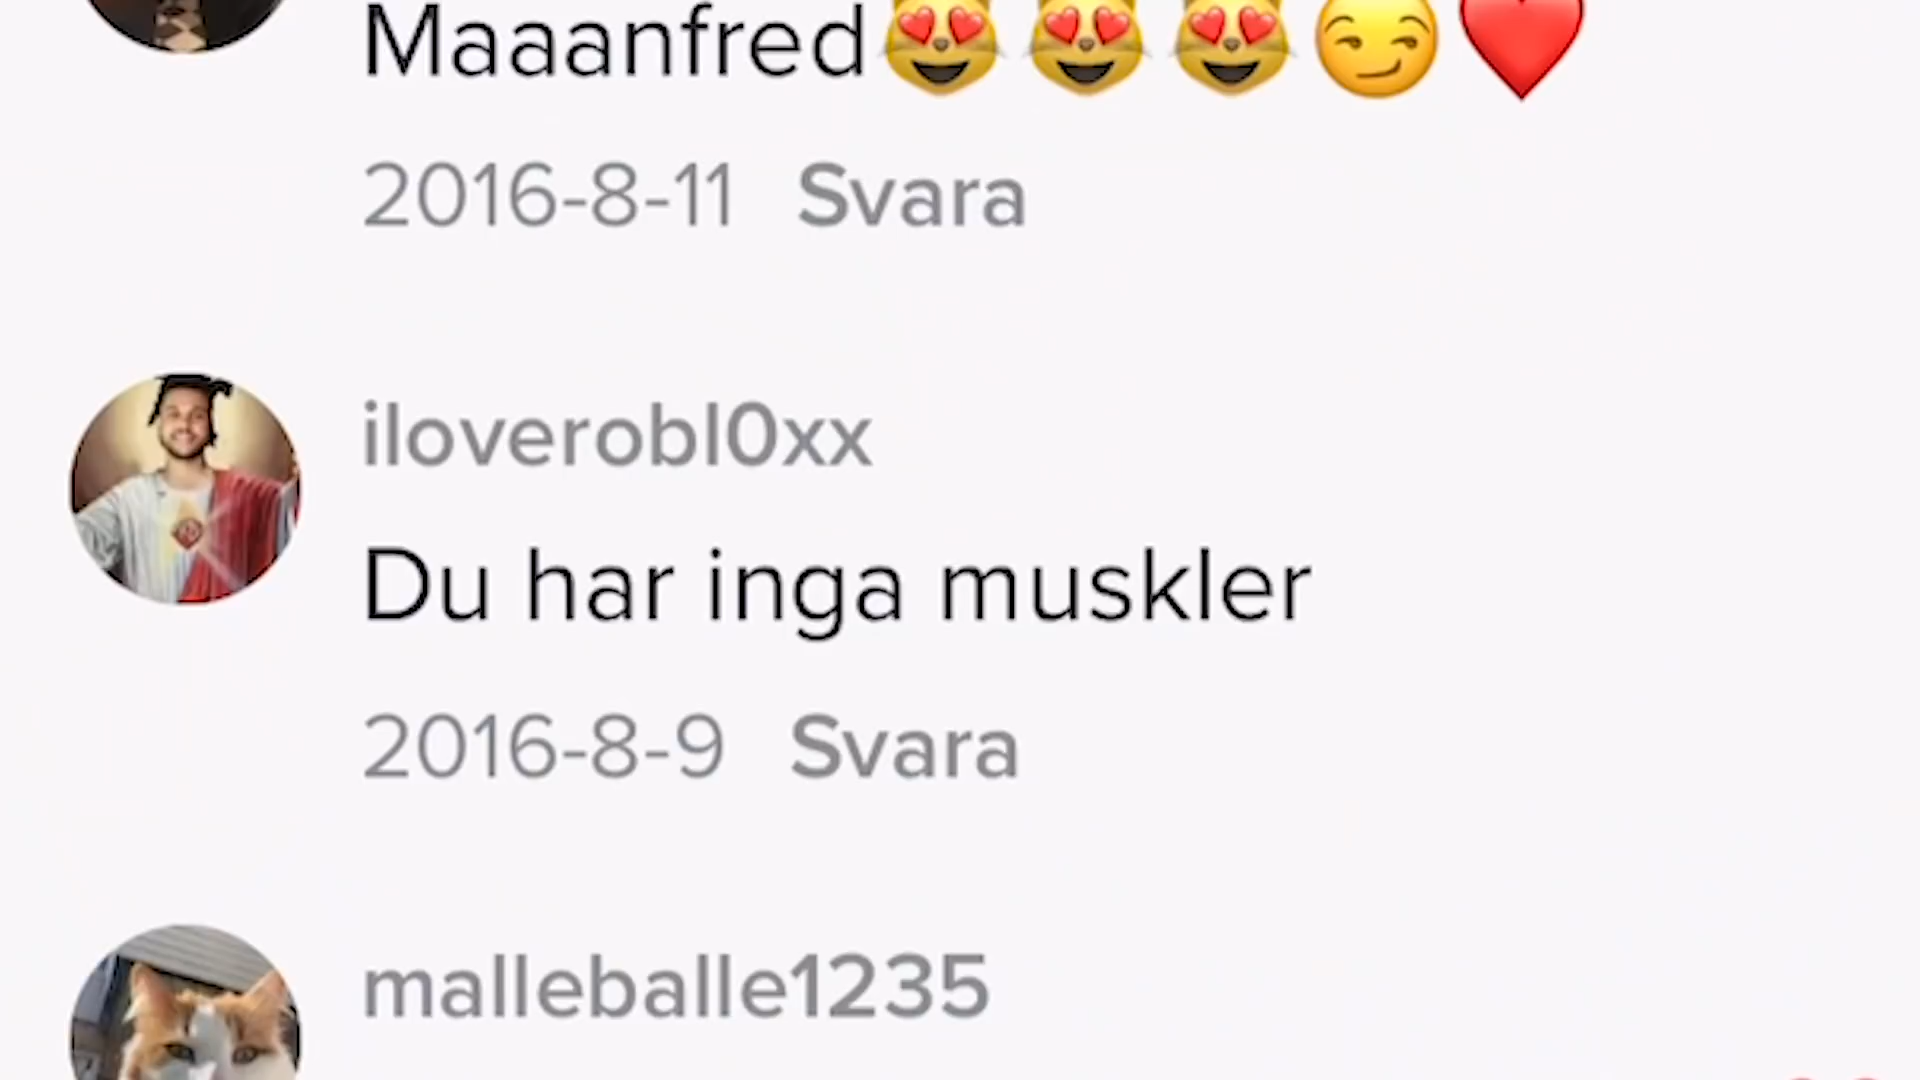 Maaanfred😻😻😻😏❤️
2016-8-11 Svara
iloverobl0xx
Du har inga muskler
2016-8-9 Svara
malleballe1235